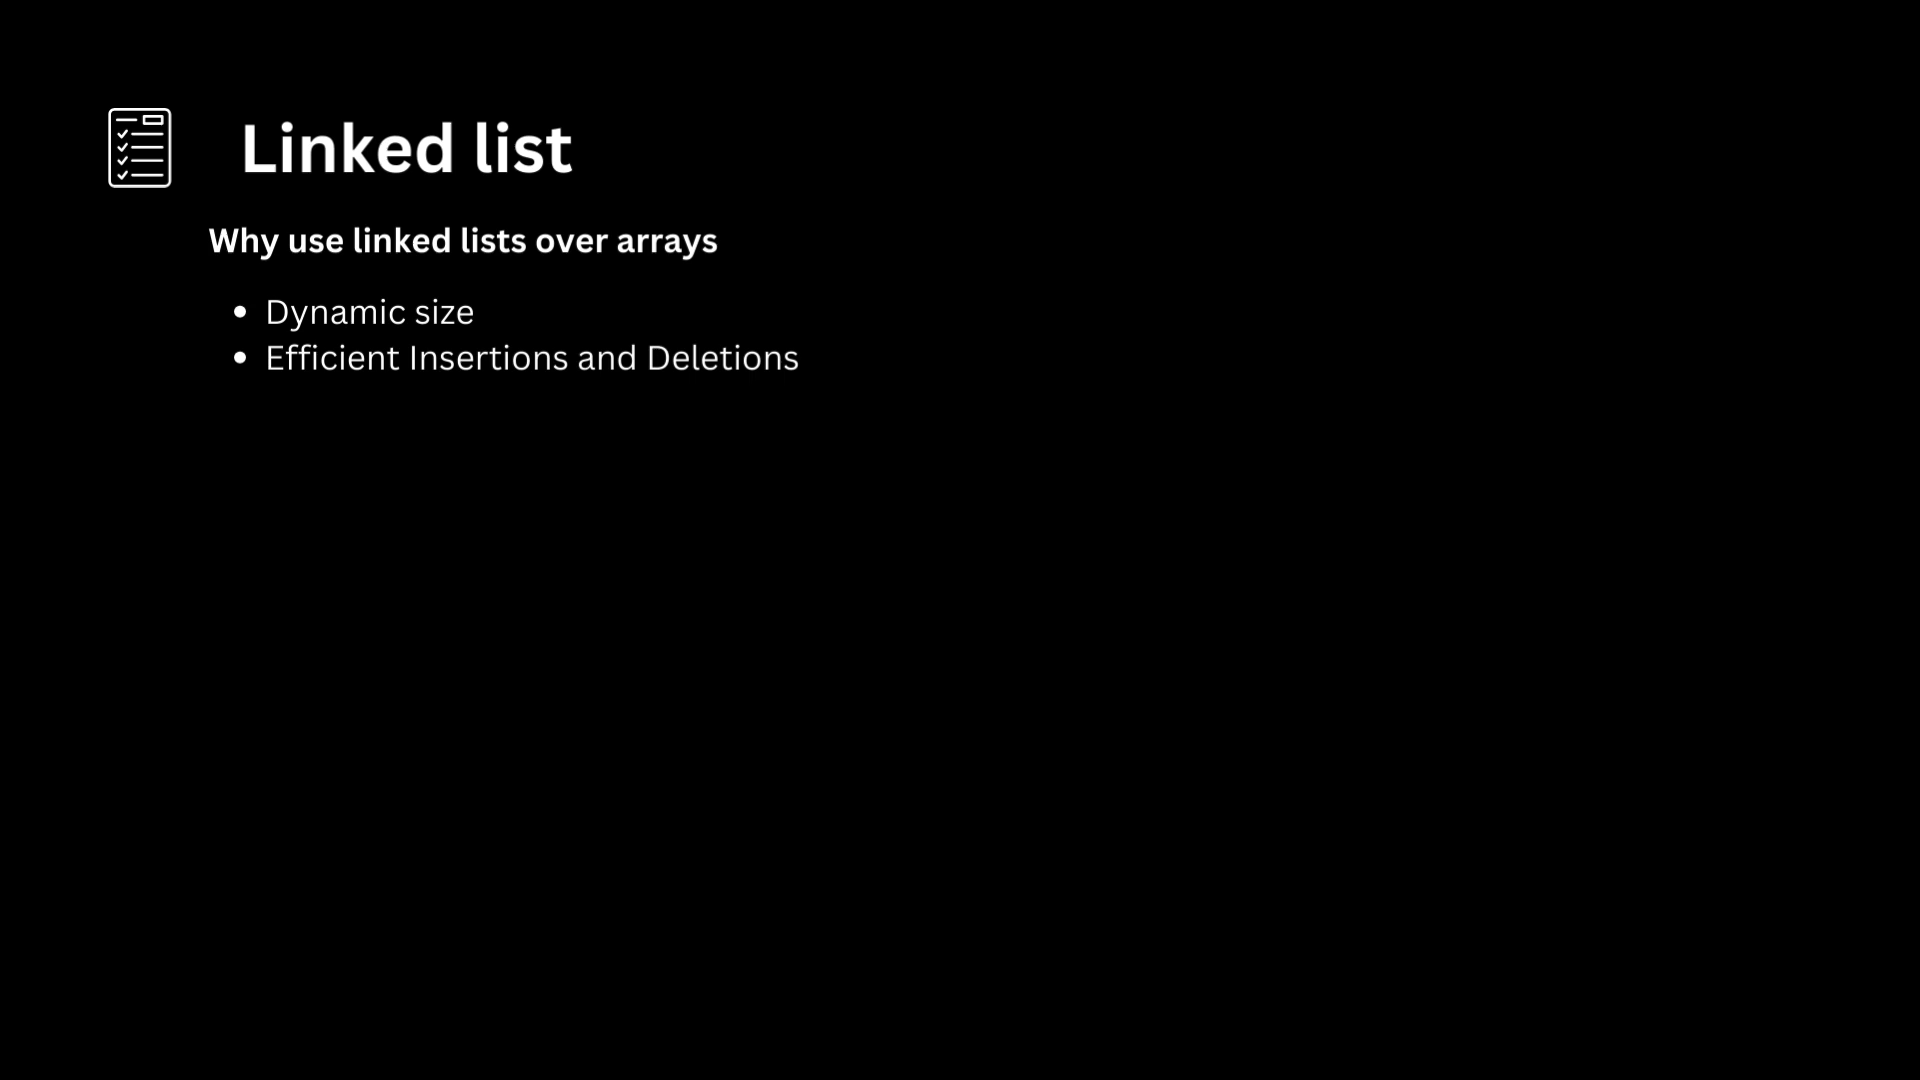 Linked list
Why use linked lists over arrays
• Dynamic size
• Efficient Insertions and Deletions